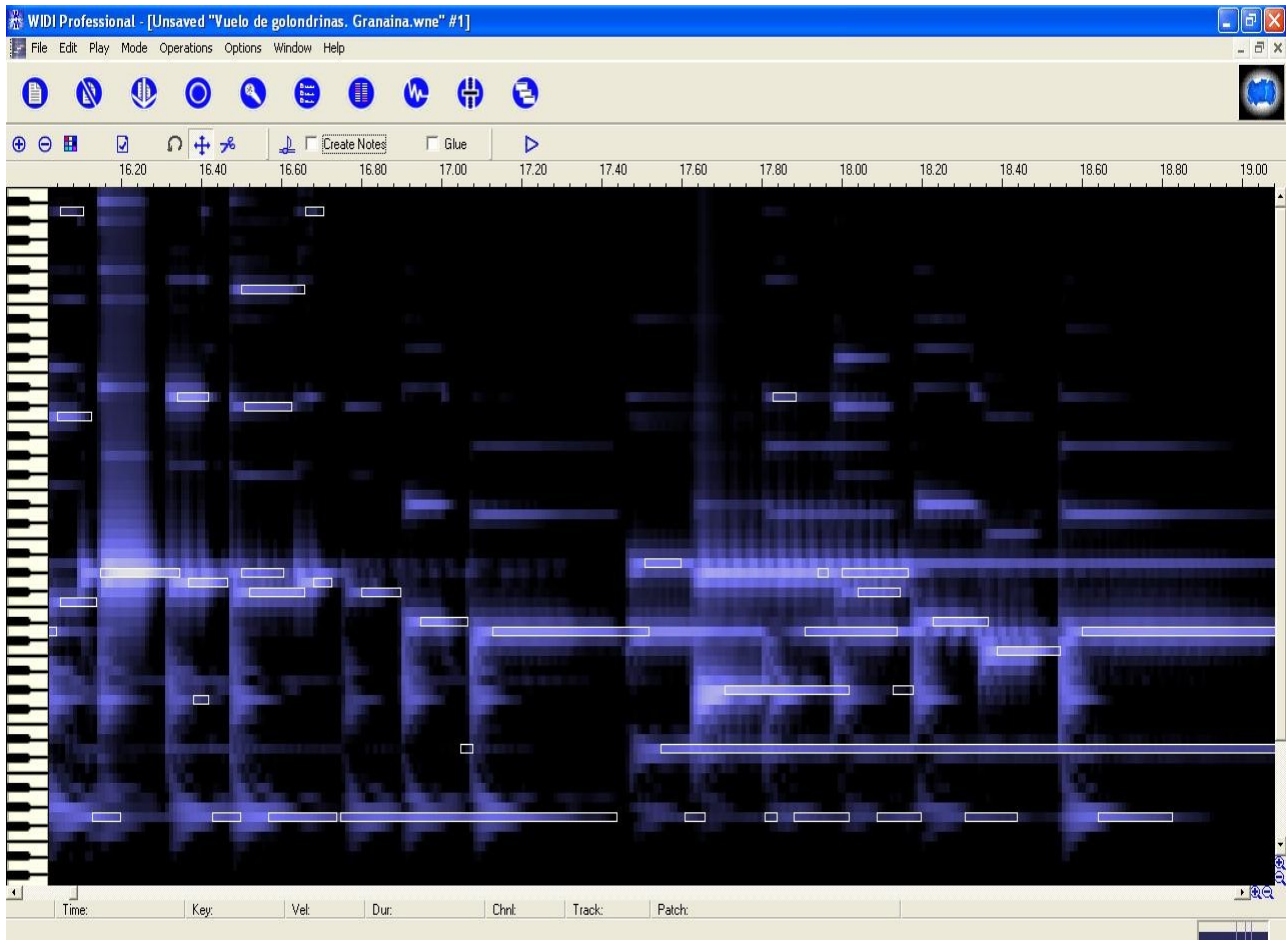 WIDI Professional - [Unsaved "Vuelo de golondrinas. Granaina.wne" #1]
File Edit Play Mode Operations Options Window Help
Create Notes Glue
16.20 16.40 16.60 16.80 17.00 17.20 17.40 17.60 17.80 18.00 18.20 18.40 18.60 18.80 19.00
Time: Key: Vel: Dur: Chnl: Track: Patch: